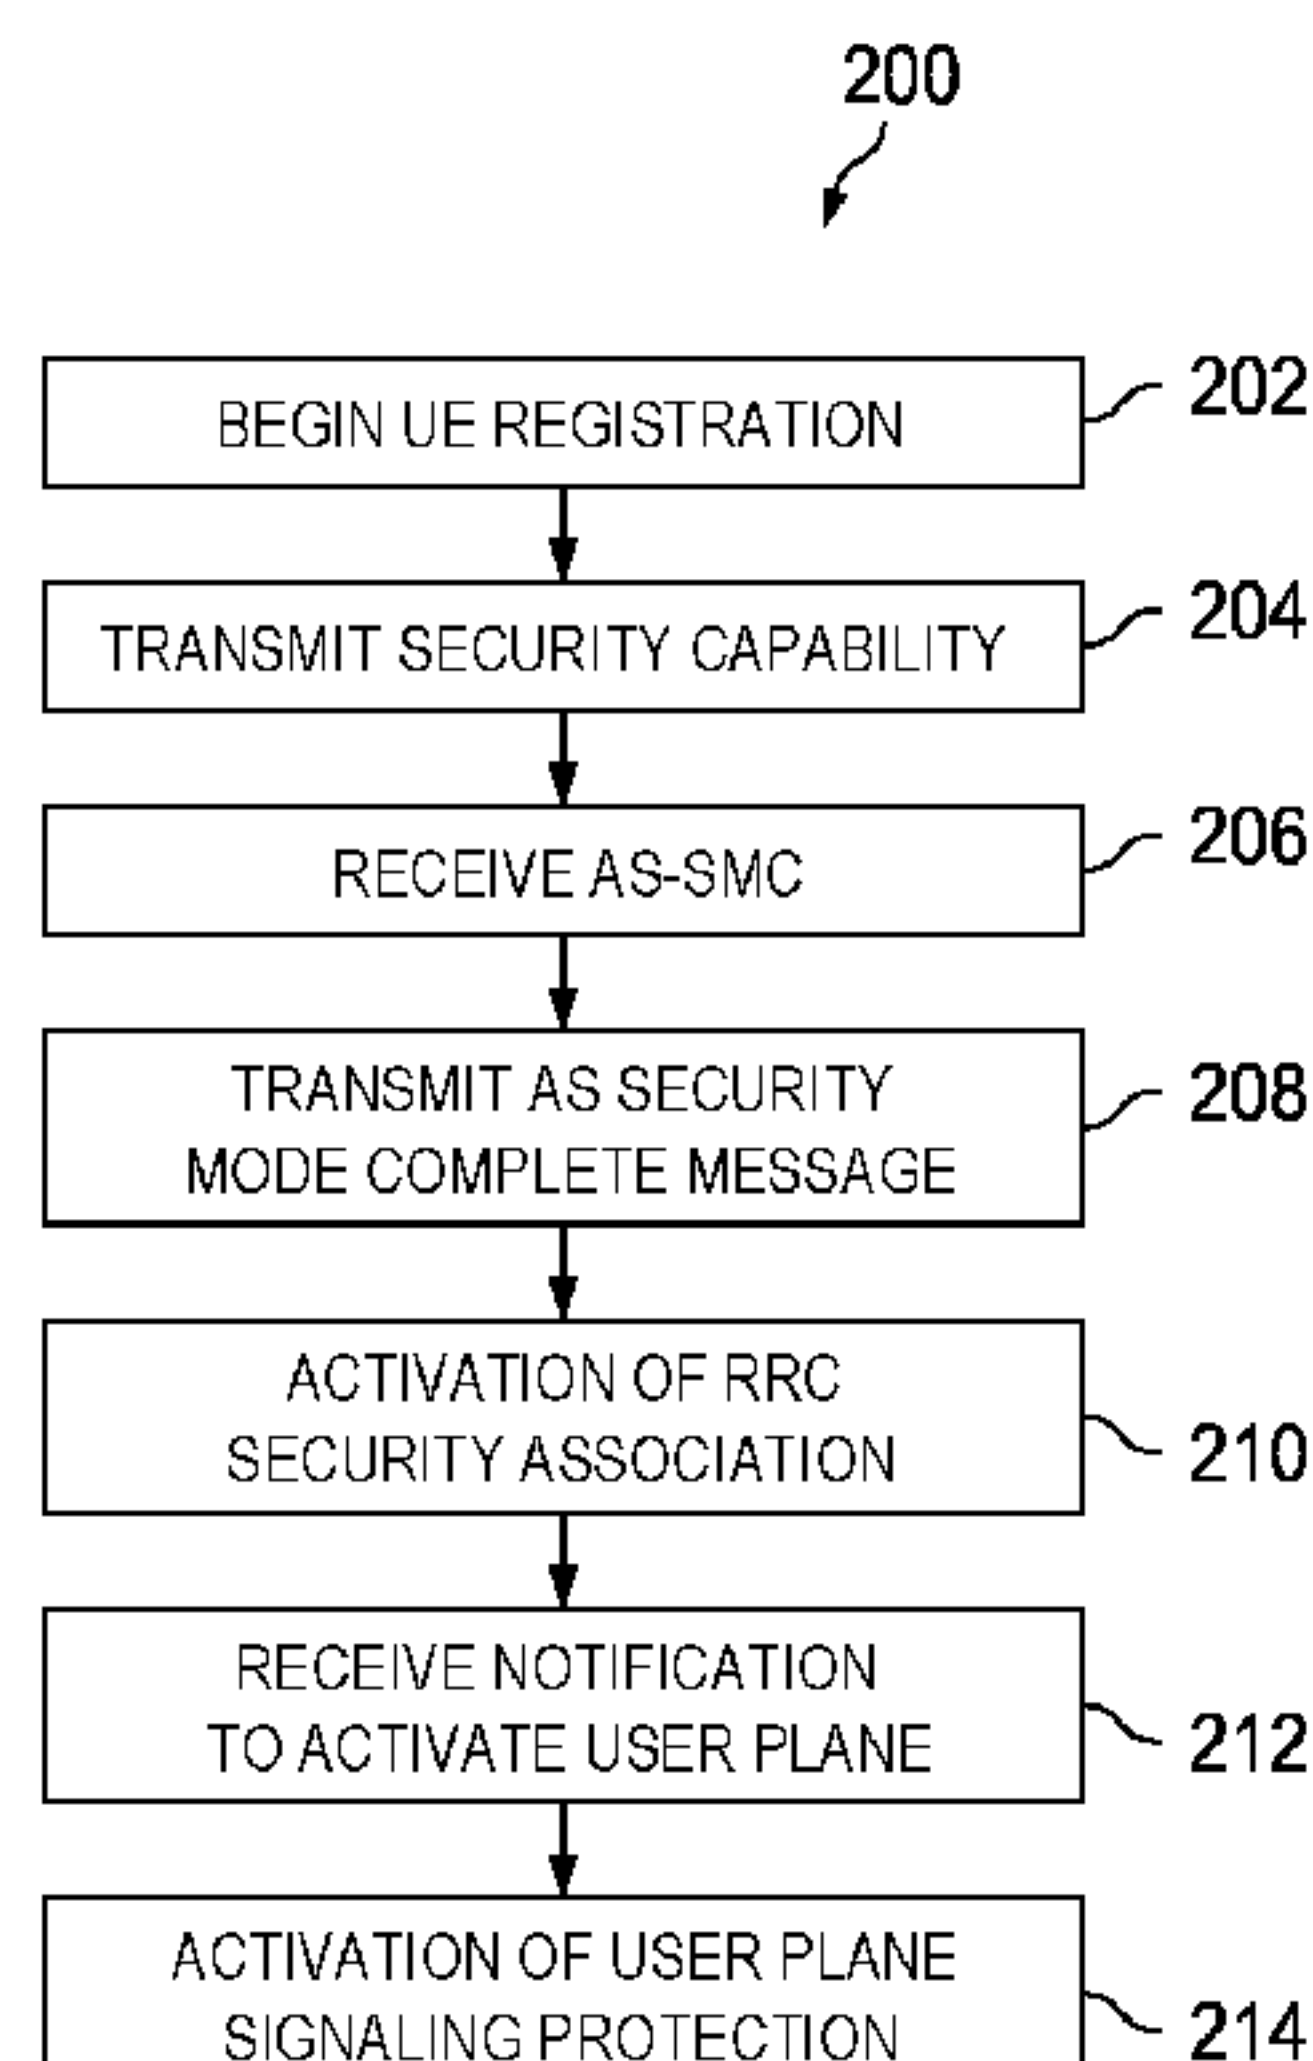 200
BEGIN UE REGISTRATION
202
TRANSMIT SECURITY CAPABILITY
204
RECEIVE AS-SMC
206
TRANSMIT AS SECURITY
MODE COMPLETE MESSAGE
208
ACTIVATION OF RRC
SECURITY ASSOCIATION
210
RECEIVE NOTIFICATION
TO ACTIVATE USER PLANE
212
ACTIVATION OF USER PLANE
SIGNALING PROTECTION
214